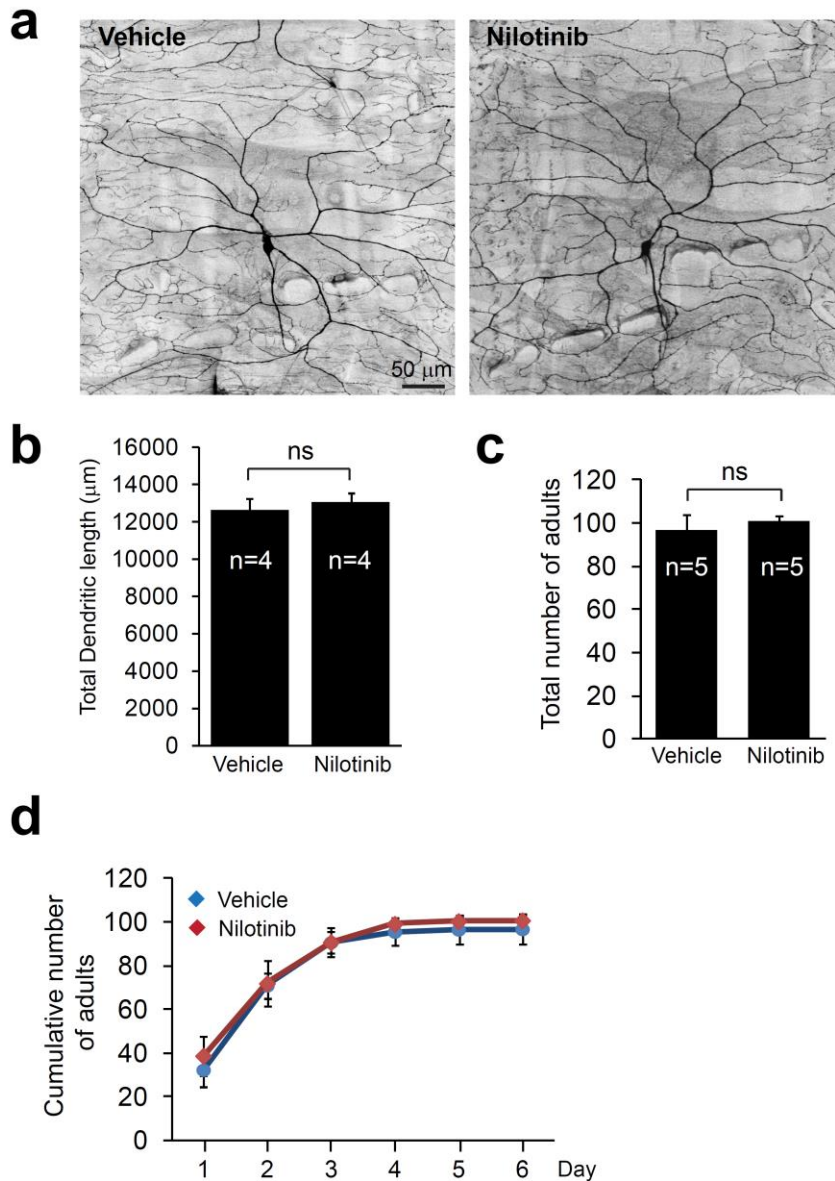 a
Vehicle
Nilotinib
50 μm
b
Total Dendritic length (μm)
16000
14000
12000
10000
8000
6000
4000
2000
0
ns
n=4
n=4
Vehicle
Nilotinib
c
Total number of adults
120
100
80
60
40
20
0
ns
n=5
n=5
Vehicle
Nilotinib
d
Cumulative number
of adults
120
100
80
60
40
20
0
Vehicle
Nilotinib
1 2 3 4 5 6 Day